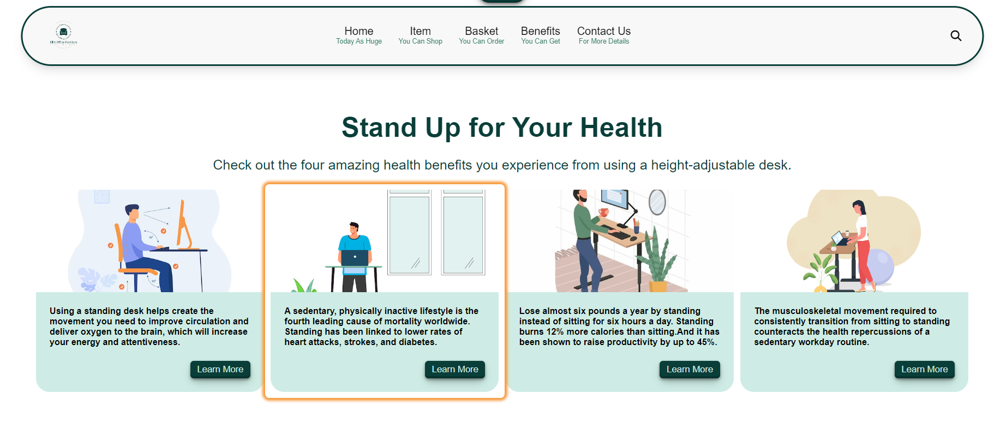 Ellis Office Furniture
Home
Today As Huge
Item
You Can Shop
Basket
You Can Order
Benefits
You Can Get
Contact Us
For More Details
Stand Up for Your Health
Check out the four amazing health benefits you experience from using a height-adjustable desk.
90°
90°
Using a standing desk helps create the
movement you need to improve circulation and
deliver oxygen to the brain, which will increase
your energy and attentiveness.
Learn More
A sedentary, physically inactive lifestyle is the
fourth leading cause of mortality worldwide.
Standing has been linked to lower rates of
heart attacks, strokes, and diabetes.
Learn More
Lose almost six pounds a year by standing
instead of sitting for six hours a day. Standing
burns 12% more calories than sitting.And it has
been shown to raise productivity by up to 45%.
Learn More
The musculoskeletal movement required to
consistently transition from sitting to standing
counteracts the health repercussions of a
sedentary workday routine.
Learn More